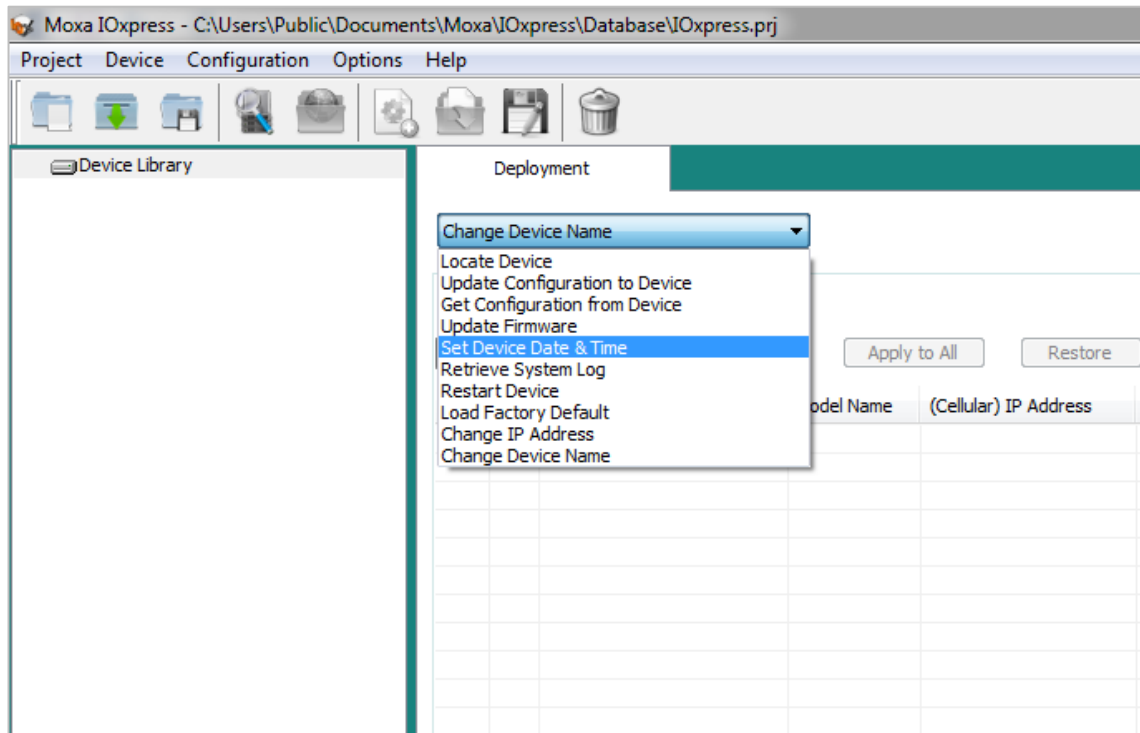 Moxa IOxpress - C:\Users\Public\Documents\Moxa\IOxpress\Database\IOxpress.prj
Project Device Configuration Options Help
Device Library
Deployment
Change Device Name
Locate Device
Update Configuration to Device
Get Configuration from Device
Update Firmware
Set Device Date & Time
Apply to All Restore
Retrieve System Log
Restart Device
Load Factory Default
odel Name (Cellular) IP Address
Change IP Address
Change Device Name